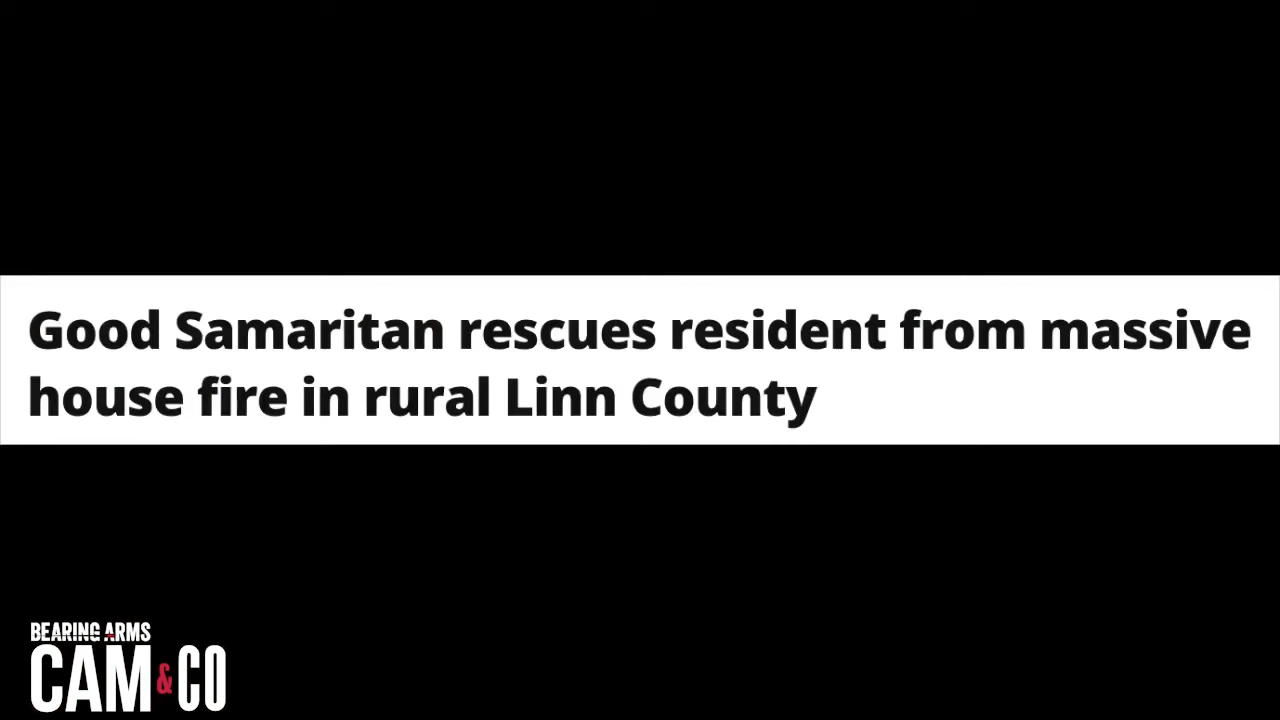 Good Samaritan rescues resident from massive
house fire in rural Linn County
BEARING ARMS
CAM & CO